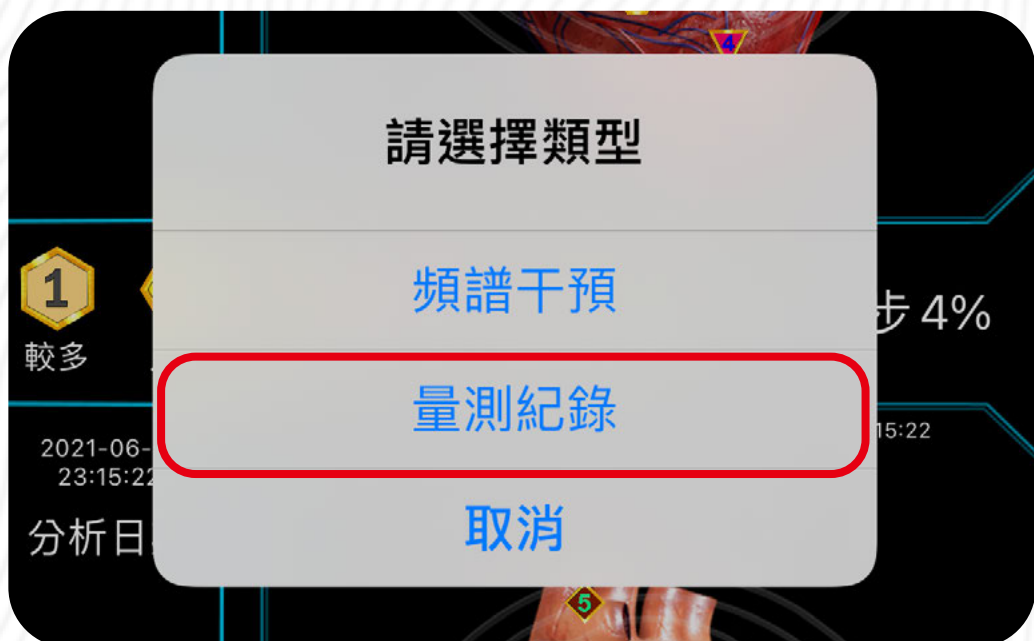 4
請選擇類型
頻譜干預
1
步 4%
較多
量測紀錄
15:22
2021-06-
23:15:22
分析日
取消
5